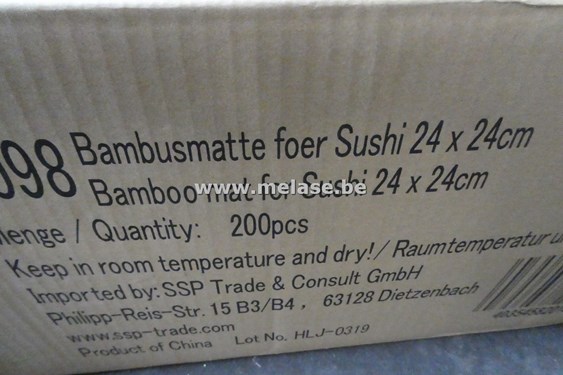 098 Bambusmatte foer Sushi 24 x 24cm
Bamboo mat for Sushi 24 x 24cm
www.melase.be
Menge / Quantity: 200pcs
Keep in room temperature and dry!/ Raumtemperatur u
Imported by: SSP Trade & Consult GmbH
Philipp-Reis-Str. 15 B3/B4 , 63128 Dietzenbach
www.ssp-trade.com
Product of China Lot No. HLJ-0319